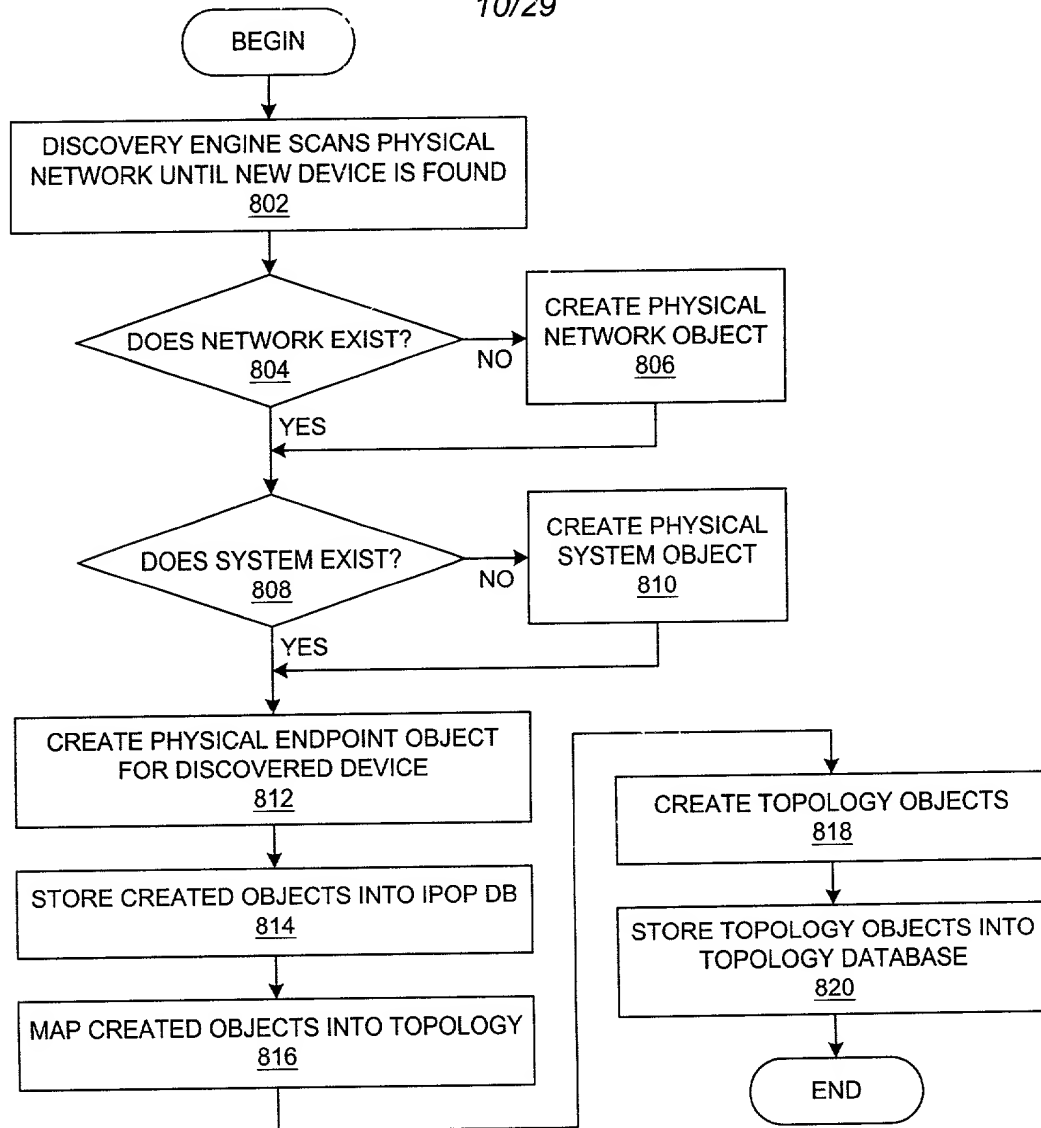 10/29
BEGIN
DISCOVERY ENGINE SCANS PHYSICAL
NETWORK UNTIL NEW DEVICE IS FOUND
802
DOES NETWORK EXIST?
804
NO
CREATE PHYSICAL
NETWORK OBJECT
806
YES
DOES SYSTEM EXIST?
808
NO
CREATE PHYSICAL
SYSTEM OBJECT
810
YES
CREATE PHYSICAL ENDPOINT OBJECT
FOR DISCOVERED DEVICE
812
STORE CREATED OBJECTS INTO IPOP DB
814
MAP CREATED OBJECTS INTO TOPOLOGY
816
CREATE TOPOLOGY OBJECTS
818
STORE TOPOLOGY OBJECTS INTO
TOPOLOGY DATABASE
820
END